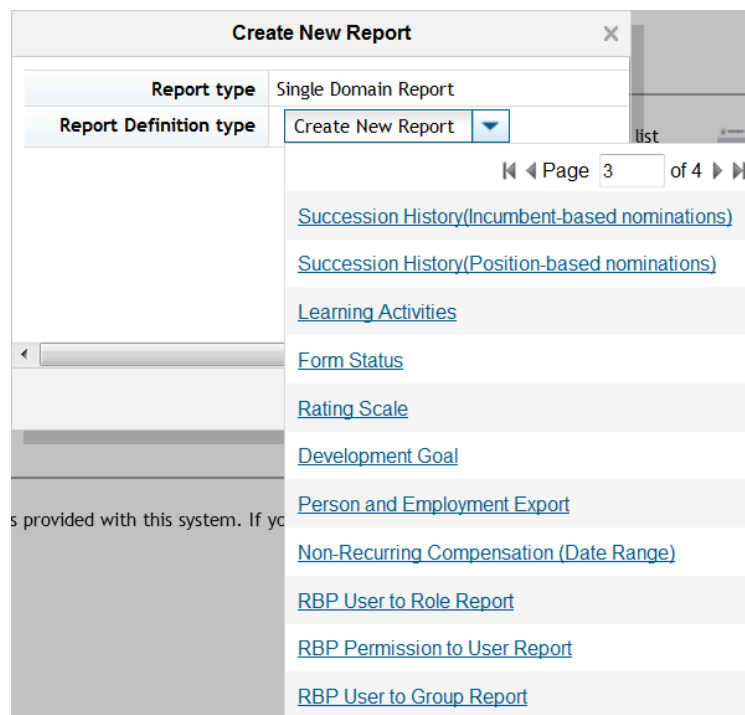 Create New Report
Report type Single Domain Report
Report Definition type Create New Report
list
Page 3 of 4
Succession History(Incumbent-based nominations)
Succession History(Position-based nominations)
Learning Activities
Form Status
Rating Scale
Development Goal
Person and Employment Export
s provided with this system. If yo
Non-Recurring Compensation (Date Range)
RBP User to Role Report
RBP Permission to User Report
RBP User to Group Report